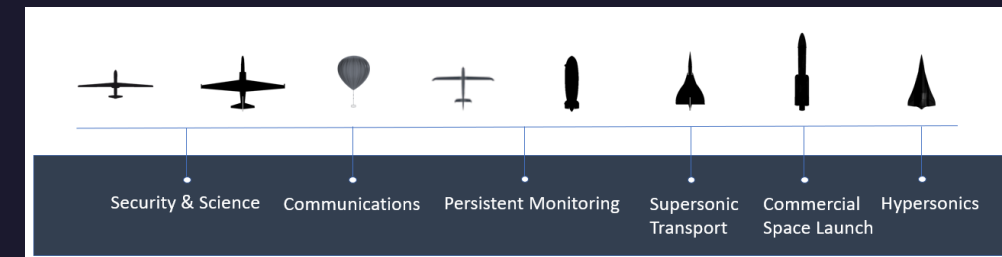 Security & Science
Communications
Persistent Monitoring
Supersonic
Transport
Commercial
Space Launch
Hypersonics